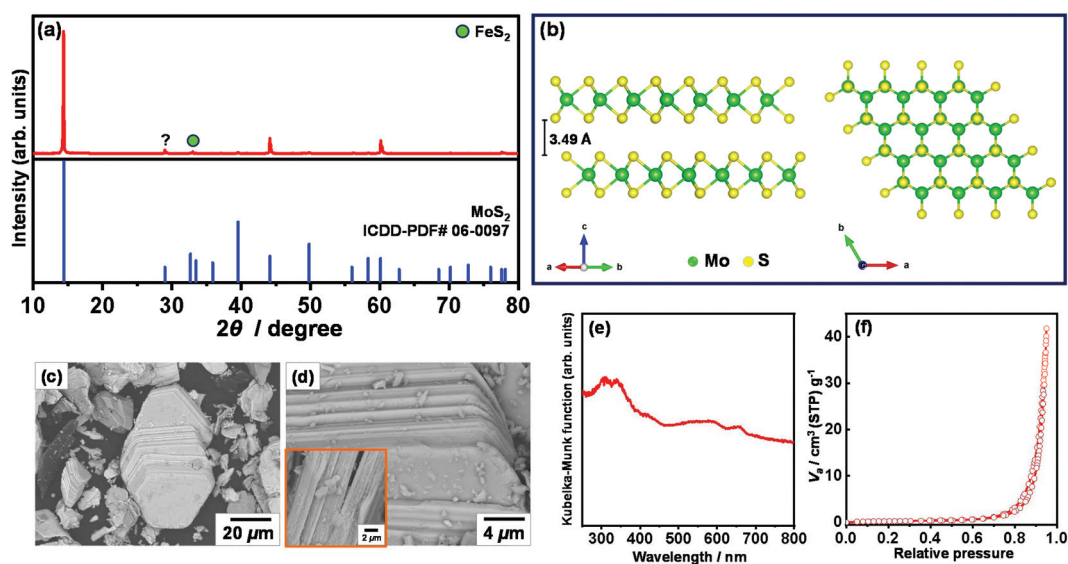 (a)
FeS₂
Intensity (arb. units)
?
MoS₂
ICDD-PDF# 06-0097
10 20 30 40 50 60 70 80
2θ / degree
(b)
3.49 A
c
a b
Mo S
b
a
c
(c)
20 µm
(d)
2 µm
4 µm
(e)
Kubelka-Munk function (arb. units)
300 400 500 600 700 800
Wavelength / nm
(f)
Vₐ / cm³ (STP) g⁻¹
40
30
20
10
0
0.0 0.2 0.4 0.6 0.8 1.0
Relative pressure